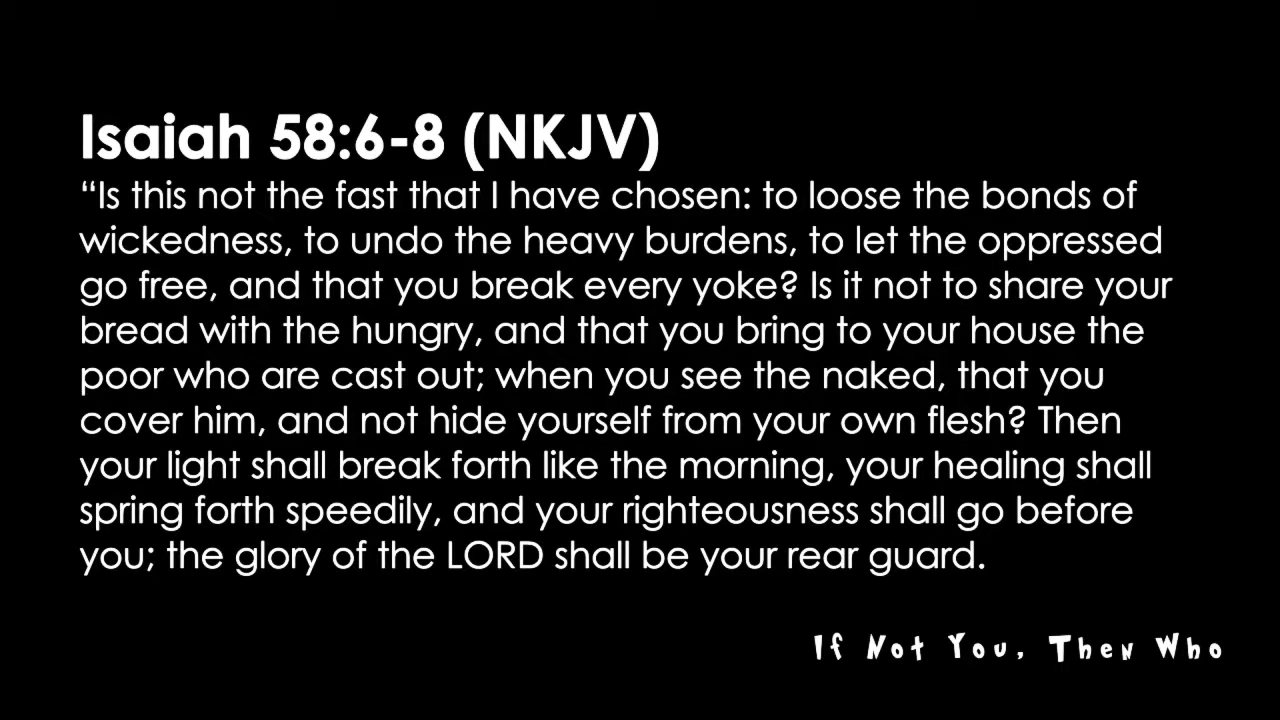 Isaiah 58:6-8 (NKJV)
“Is this not the fast that I have chosen: to loose the bonds of
wickedness, to undo the heavy burdens, to let the oppressed
go free, and that you break every yoke? Is it not to share your
bread with the hungry, and that you bring to your house the
poor who are cast out; when you see the naked, that you
cover him, and not hide yourself from your own flesh? Then
your light shall break forth like the morning, your healing shall
spring forth speedily, and your righteousness shall go before
you; the glory of the LORD shall be your rear guard.
If Not You, Then Who